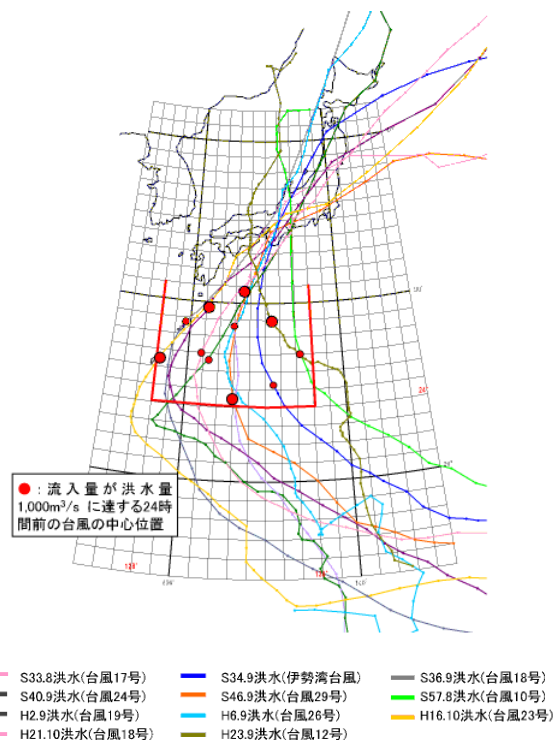 30°
24°
20°
●：流入量が洪水量
1,000m³/s に達する24時
間前の台風の中心位置
120°
S33.8洪水(台風17号)
S34.9洪水(伊勢湾台風)
S36.9洪水(台風18号)
S40.9洪水(台風24号)
S46.9洪水(台風29号)
S57.8洪水(台風10号)
H2.9洪水(台風19号)
H6.9洪水(台風26号)
H16.10洪水(台風23号)
H21.10洪水(台風18号)
H23.9洪水(台風12号)